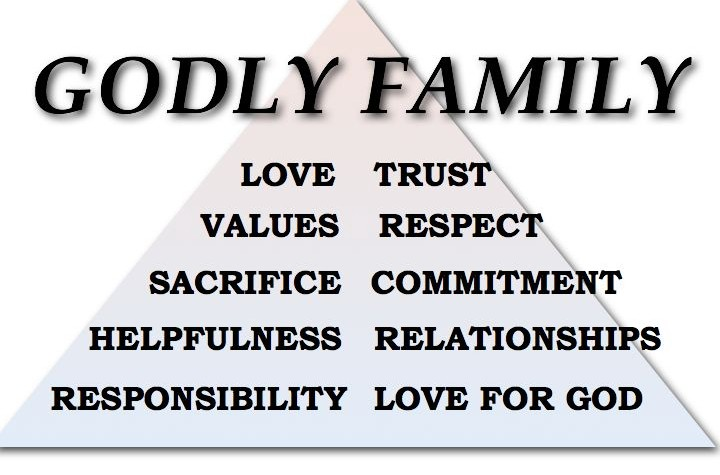 GODLY FAMILY
LOVE TRUST
VALUES RESPECT
SACRIFICE COMMITMENT
HELPFULNESS RELATIONSHIPS
RESPONSIBILITY LOVE FOR GOD